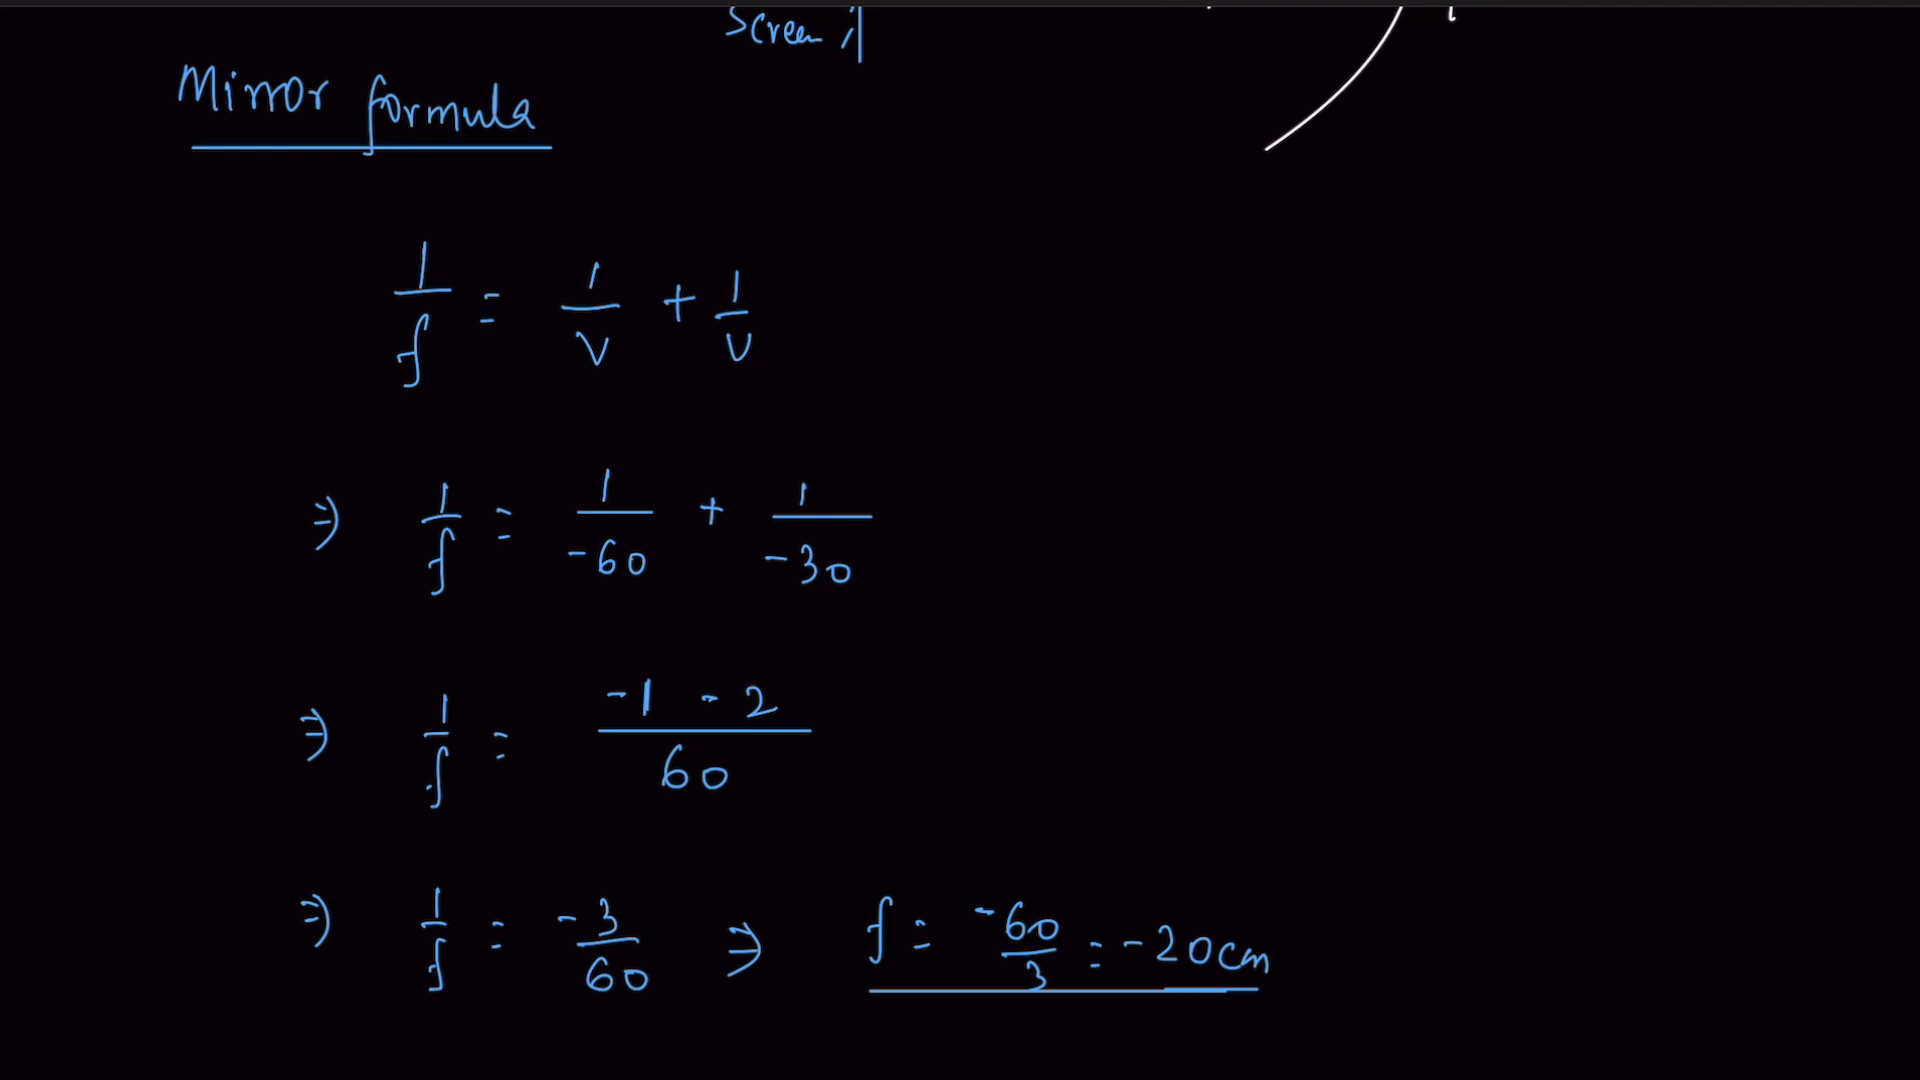 Screen
Mirror formula
1/f = 1/v + 1/u
⇒ 1/f = 1/-60 + 1/-30
⇒ 1/f = -1 - 2/60
⇒ 1/f = -3/60 ⇒ f = -60/3 = -20cm